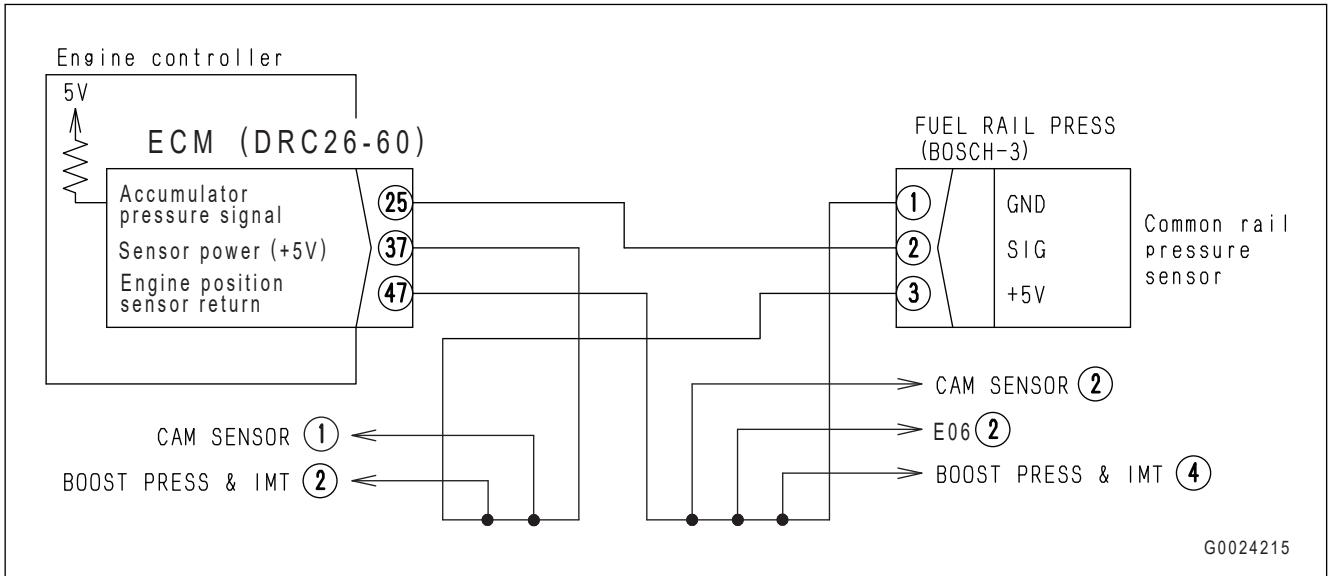 Engine controller
5V
ECM (DRC26-60)
Accumulator
pressure signal
25
Sensor power (+5V)
37
Engine position
sensor return
47
FUEL RAIL PRESS
(BOSCH-3)
1
GND
2
SIG
3
+5V
Common rail
pressure
sensor
CAM SENSOR 1
BOOST PRESS & IMT 2
CAM SENSOR 2
E06 2
BOOST PRESS & IMT 4
G0024215